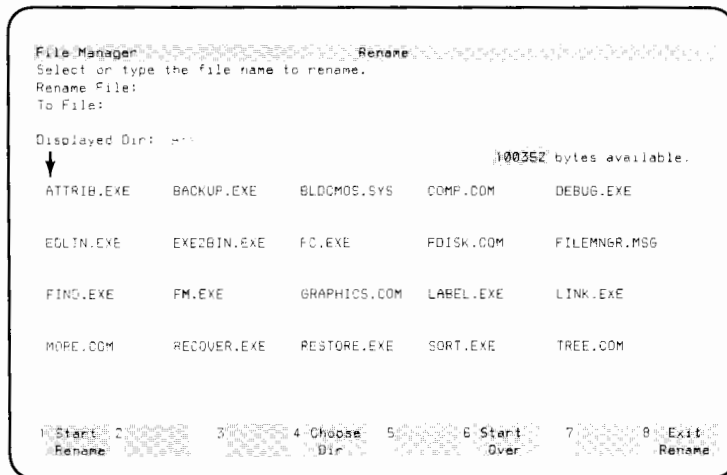 File Manager Rename
Select or type the file name to rename.
Rename File:
To File:
Displayed Dir:
100352 bytes available.
ATTRIB.EXE BACKUP.EXE BLDCMOS.SYS COMP.COM DEBUG.EXE
EDLIN.EXE EXE2BIN.EXE FC.EXE FDISK.COM FILEMNGR.MSG
FIND.EXE FM.EXE GRAPHICS.COM LABEL.EXE LINK.EXE
MORE.COM RECOVER.EXE RESTORE.EXE SORT.EXE TREE.COM
1 Start 2 3 4 Choose 5 6 Start 7 8 Exit
Rename Dir Over Rename